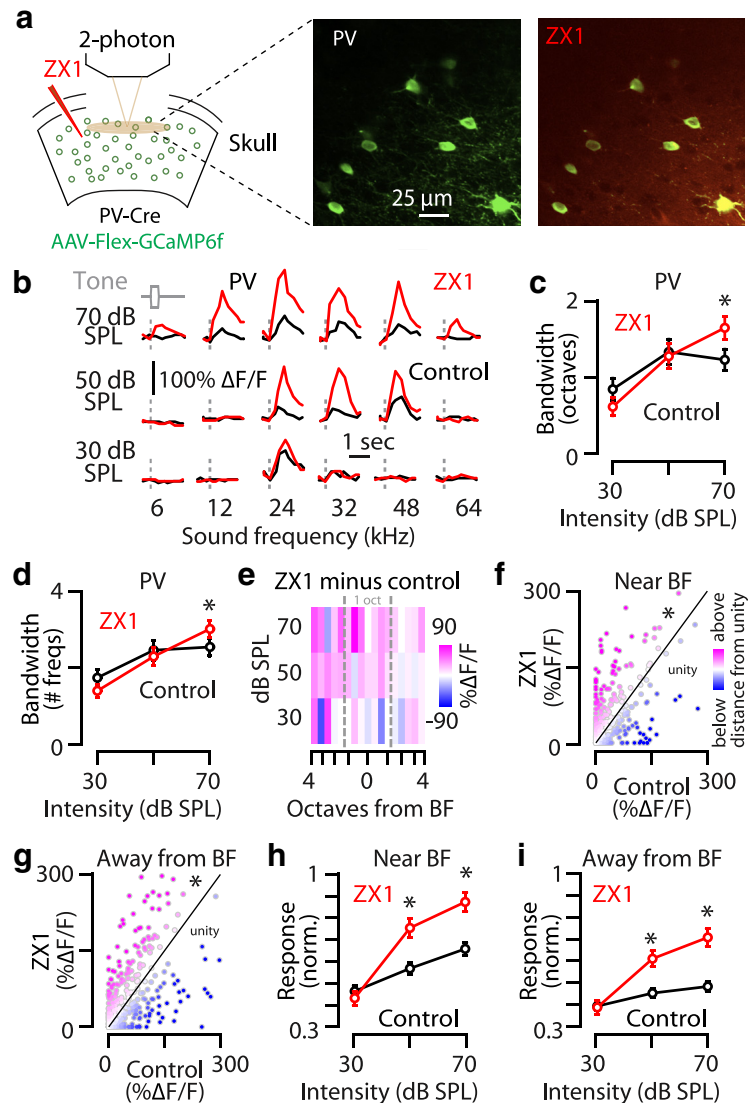 a
2-photon
ZX1
Skull
PV-Cre
AAV-Flex-GCaMP6f
PV
25 μm
ZX1
b
Tone
PV
ZX1
70 dB
SPL
100% ΔF/F
Control
50 dB
SPL
30 dB
SPL
1 sec
6 12 24 32 48 64
Sound frequency (kHz)
c
PV
*
ZX1
Control
Bandwidth
(octaves)
2
0
30 70
Intensity (dB SPL)
d
PV
*
ZX1
Control
Bandwidth
(# freqs)
4
0
30 70
Intensity (dB SPL)
e
ZX1 minus control
1 oct
dB SPL
70
50
30
90
%ΔF/F
–90
4 0 4
Octaves from BF
f
Near BF
300
*
unity
ZX1
(%ΔF/F)
0
0 300
Control
(%ΔF/F)
above
below
distance from unity
g
Away from BF
300
*
unity
ZX1
(%ΔF/F)
0
0 300
Control
(%ΔF/F)
h
Near BF
1
ZX1
*
*
Response
(norm.)
Control
0.3
30 70
Intensity (dB SPL)
i
Away from BF
1
ZX1
*
*
Response
(norm.)
Control
0.3
30 70
Intensity (dB SPL)